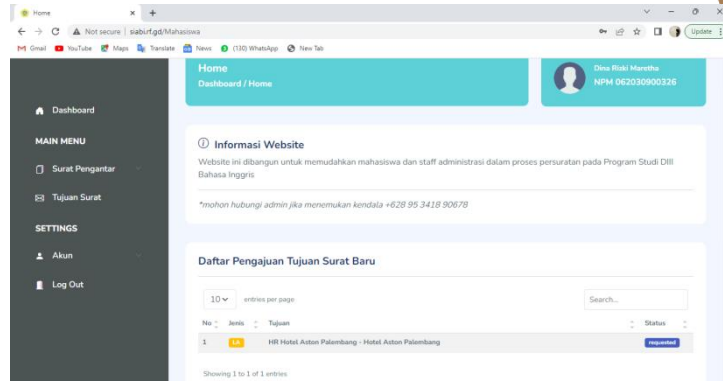 Home
Not secure | siabirf.gd/Mahasiswa
Update
Gmail YouTube Maps Translate News (130) WhatsApp New Tab
Home
Dashboard / Home
Dina Riski Maretha
NPM 062030900326
Dashboard
MAIN MENU
Surat Pengantar
Tujuan Surat
SETTINGS
Akun
Log Out
Informasi Website
Website ini dibangun untuk memudahkan mahasiswa dan staff administrasi dalam proses persuratan pada Program Studi DIII
Bahasa Inggris
*mohon hubungi admin jika menemukan kendala +628 95 3418 90678
Daftar Pengajuan Tujuan Surat Baru
10 entries per page
Search...
No Jenis Tujuan Status
1 LA HR Hotel Aston Palembang - Hotel Aston Palembang requested
Showing 1 to 1 of 1 entries